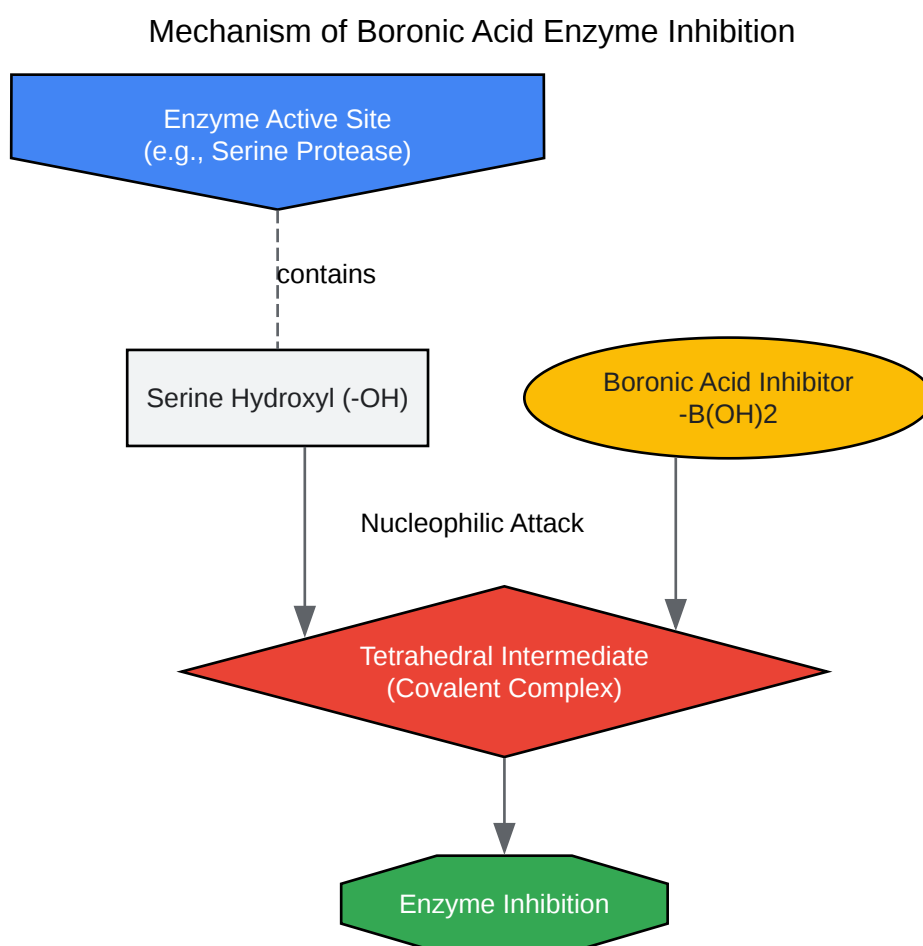 Mechanism of Boronic Acid Enzyme Inhibition
Enzyme Active Site
(e.g., Serine Protease)
contains
Serine Hydroxyl (-OH)
Boronic Acid Inhibitor
-B(OH)2
Nucleophilic Attack
Tetrahedral Intermediate
(Covalent Complex)
Enzyme Inhibition